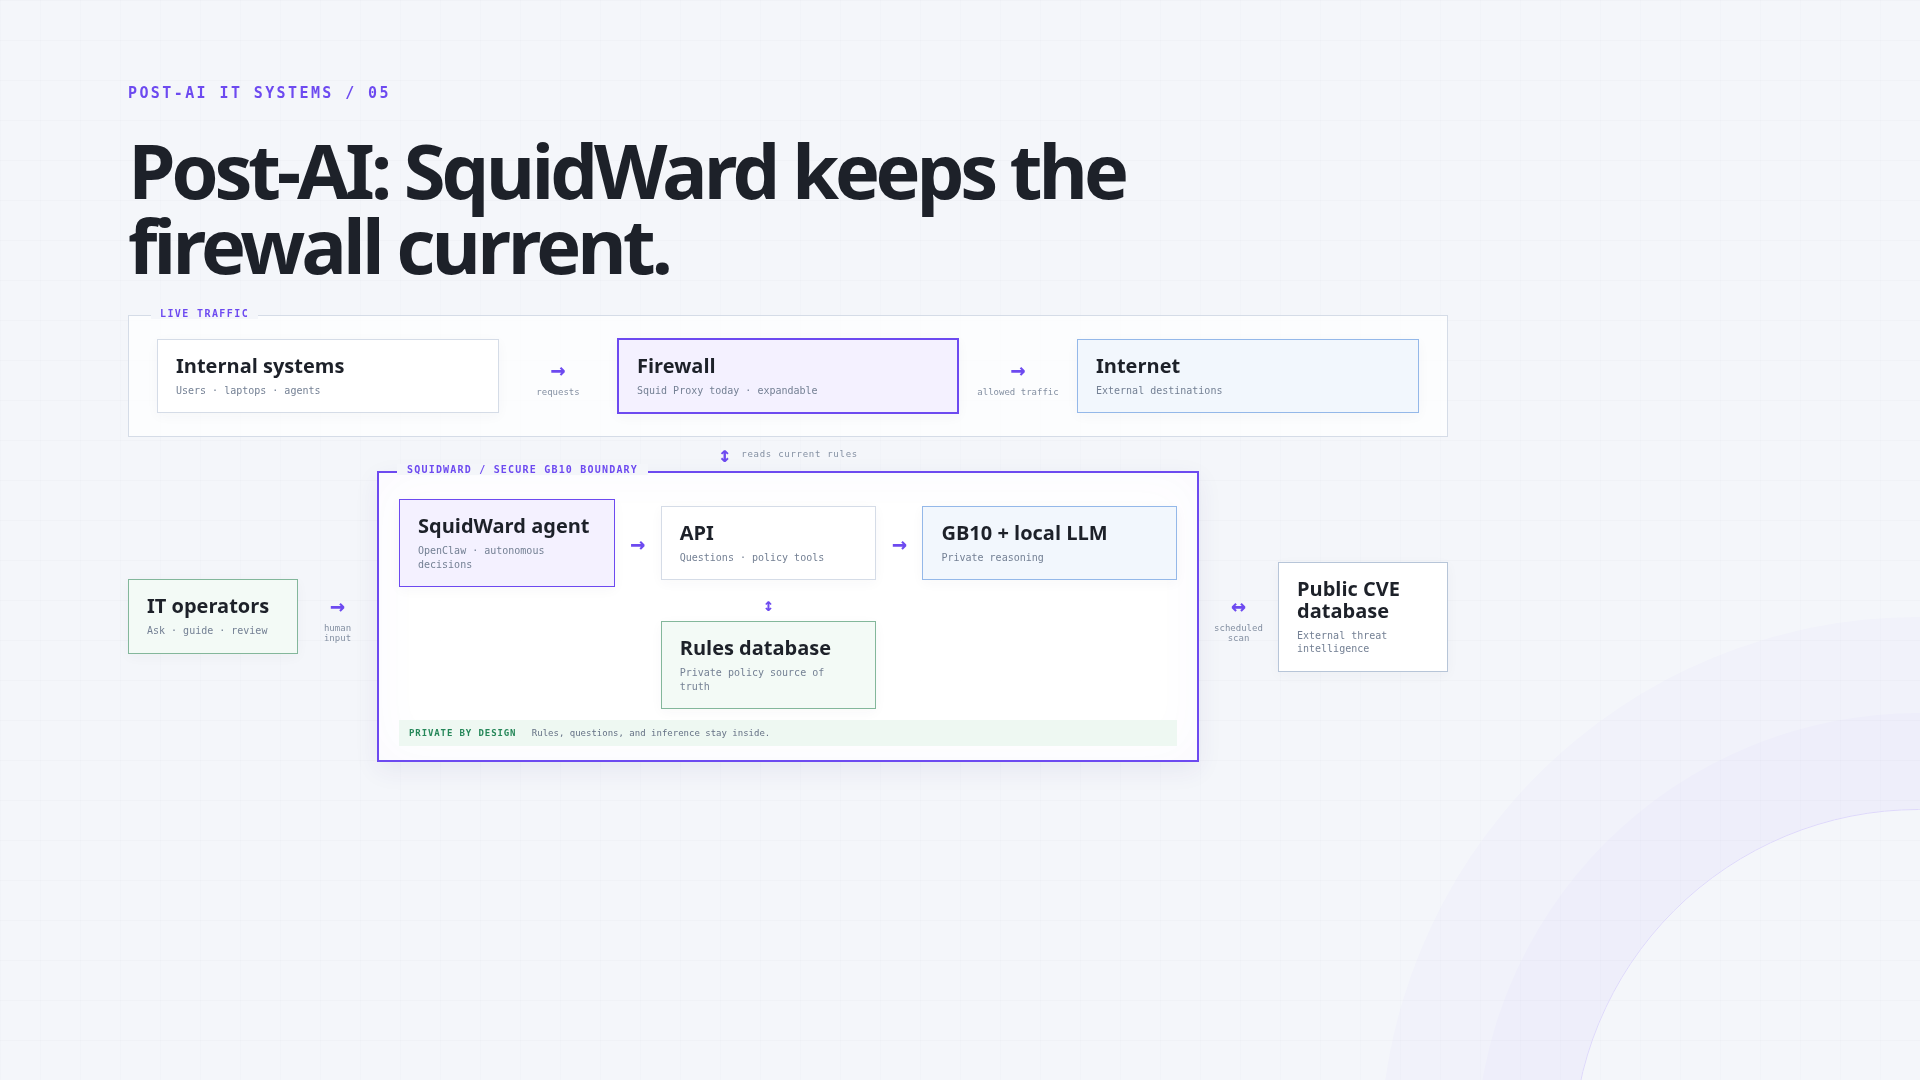 POST-AI IT SYSTEMS / 05
Post-AI: SquidWard keeps the
firewall current.
LIVE TRAFFIC
Internal systems
Users · laptops · agents
→
requests
Firewall
Squid Proxy today · expandable
→
allowed traffic
Internet
External destinations
↕ reads current rules
SQUIDWARD / SECURE GB10 BOUNDARY
SquidWard agent
OpenClaw · autonomous
decisions
→
API
Questions · policy tools
→
GB10 + local LLM
Private reasoning
↕
Rules database
Private policy source of
truth
PRIVATE BY DESIGN Rules, questions, and inference stay inside.
IT operators
Ask · guide · review
→
human
input
↔
scheduled
scan
Public CVE
database
External threat
intelligence